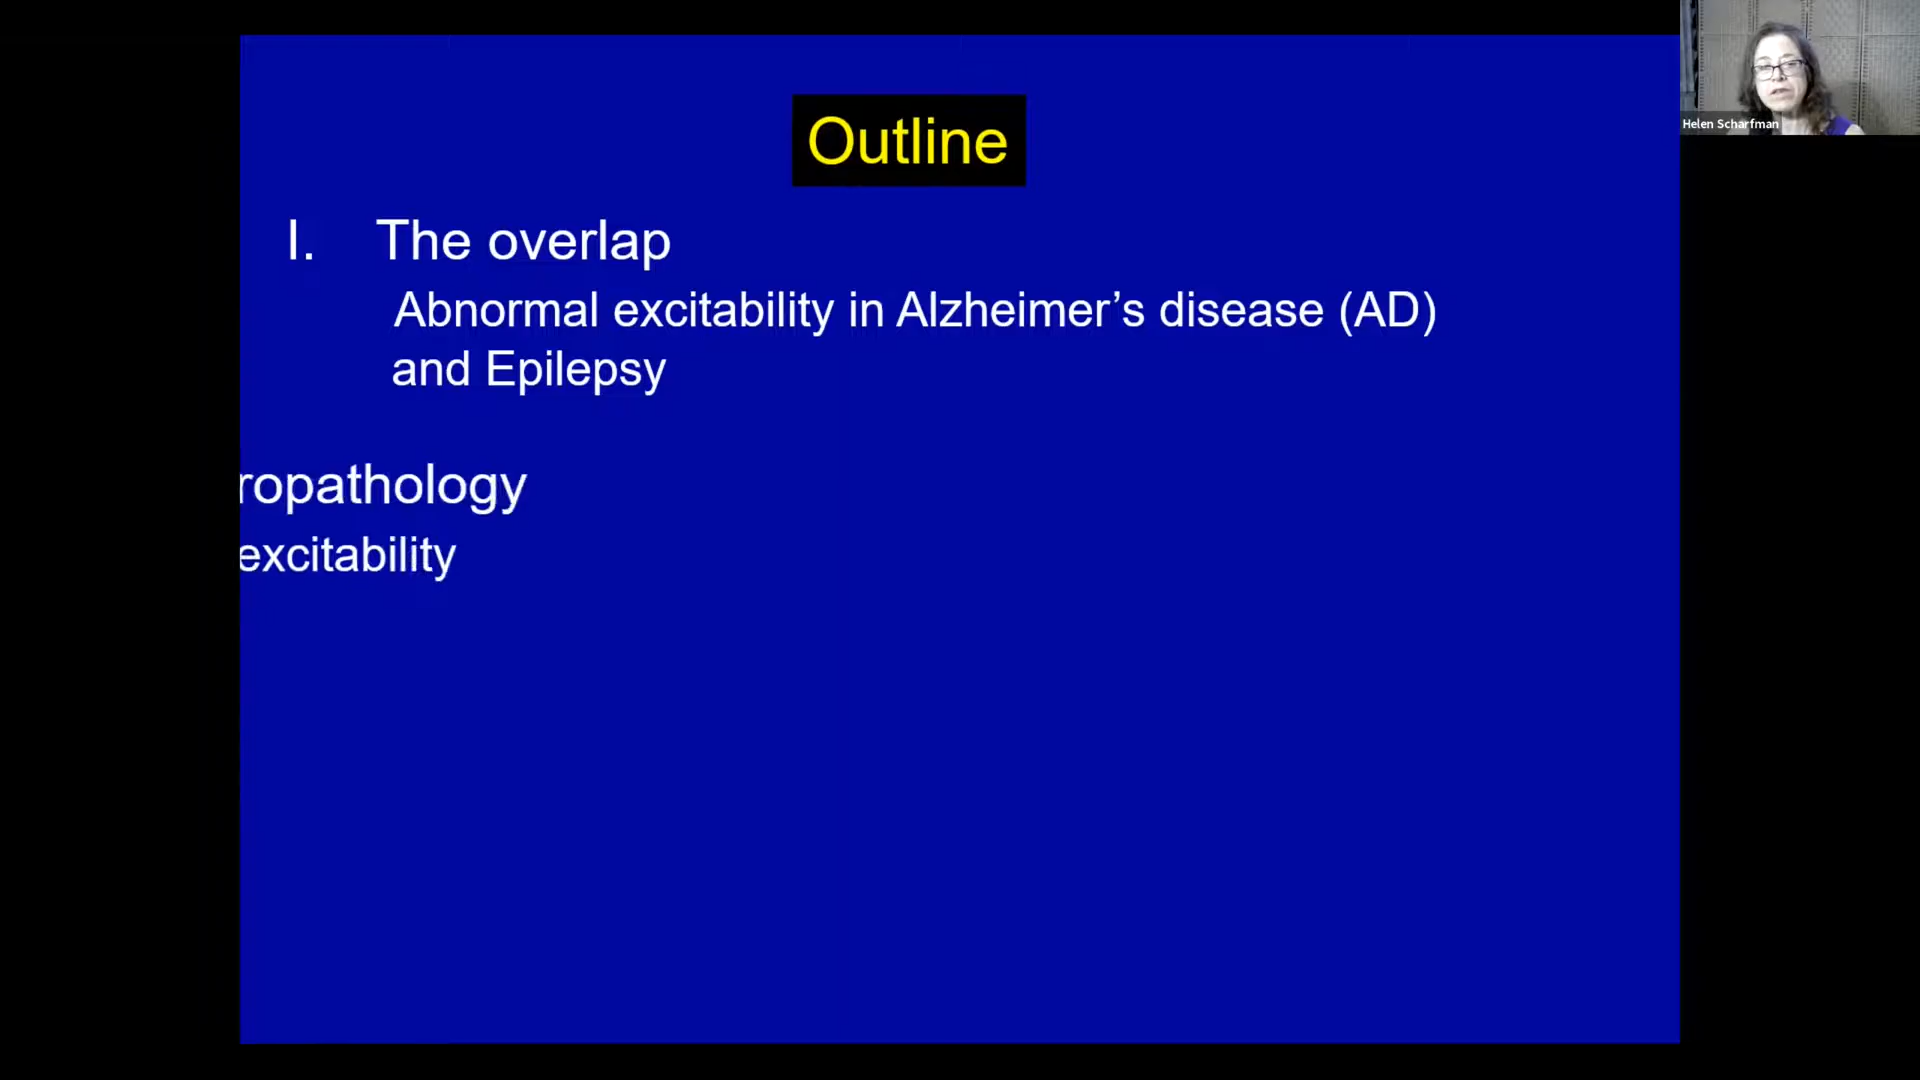 Outline
I. The overlap
Abnormal excitability in Alzheimer’s disease (AD)
and Epilepsy
ropathology
excitability
Helen Scharfman